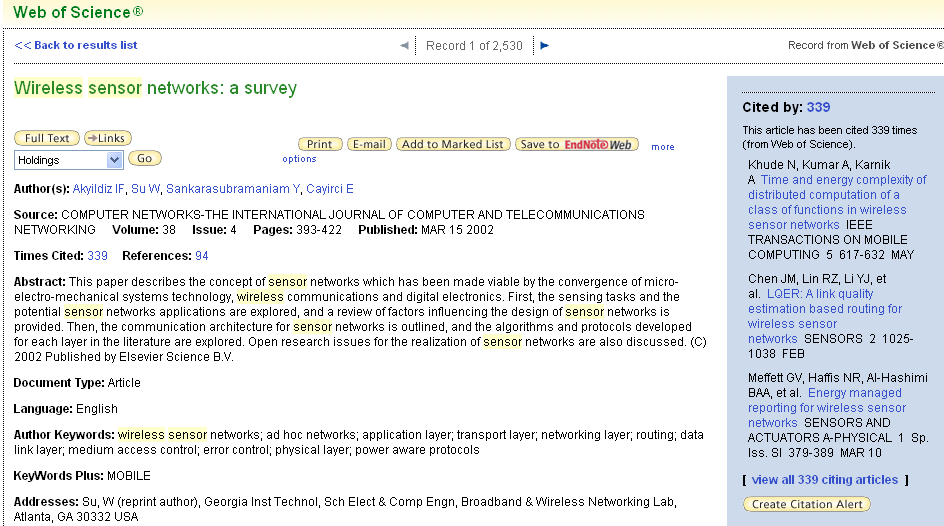 Web of Science®
<< Back to results list
Record 1 of 2,530
Record from Web of Science®
Wireless sensor networks: a survey
Full Text
Links
Holdings
Go
Print
E-mail
Add to Marked List
Save to EndNote Web
more
options
Author(s): Akyildiz IF, Su W, Sankarasubramaniam Y, Cayirci E
Source: COMPUTER NETWORKS-THE INTERNATIONAL JOURNAL OF COMPUTER AND TELECOMMUNICATIONS
NETWORKING Volume: 38 Issue: 4 Pages: 393-422 Published: MAR 15 2002
Times Cited: 339 References: 94
Abstract: This paper describes the concept of sensor networks which has been made viable by the convergence of micro-
electro-mechanical systems technology, wireless communications and digital electronics. First, the sensing tasks and the
potential sensor networks applications are explored, and a review of factors influencing the design of sensor networks is
provided. Then, the communication architecture for sensor networks is outlined, and the algorithms and protocols developed
for each layer in the literature are explored. Open research issues for the realization of sensor networks are also discussed. (C)
2002 Published by Elsevier Science B.V.
Document Type: Article
Language: English
Author Keywords: wireless sensor networks; ad hoc networks; application layer; transport layer; networking layer; routing; data
link layer; medium access control; error control; physical layer; power aware protocols
KeyWords Plus: MOBILE
Addresses: Su, W (reprint author), Georgia Inst Technol, Sch Elect & Comp Engn, Broadband & Wireless Networking Lab,
Atlanta, GA 30332 USA
Cited by: 339
This article has been cited 339 times
(from Web of Science).
Khude N, Kumar A, Karnik
A Time and energy complexity of
distributed computation of a
class of functions in wireless
sensor networks IEEE
TRANSACTIONS ON MOBILE
COMPUTING 5 617-632 MAY
Chen JM, Lin RZ, Li YJ, et
al. LQER: A link quality
estimation based routing for
wireless sensor
networks SENSORS 2 1025-
1038 FEB
Meffett GV, Haffis NR, Al-Hashimi
BAA, et al. Energy managed
reporting for wireless sensor
networks SENSORS AND
ACTUATORS A-PHYSICAL 1 Sp.
Iss. SI 379-389 MAR 10
[ view all 339 citing articles ]
Create Citation Alert